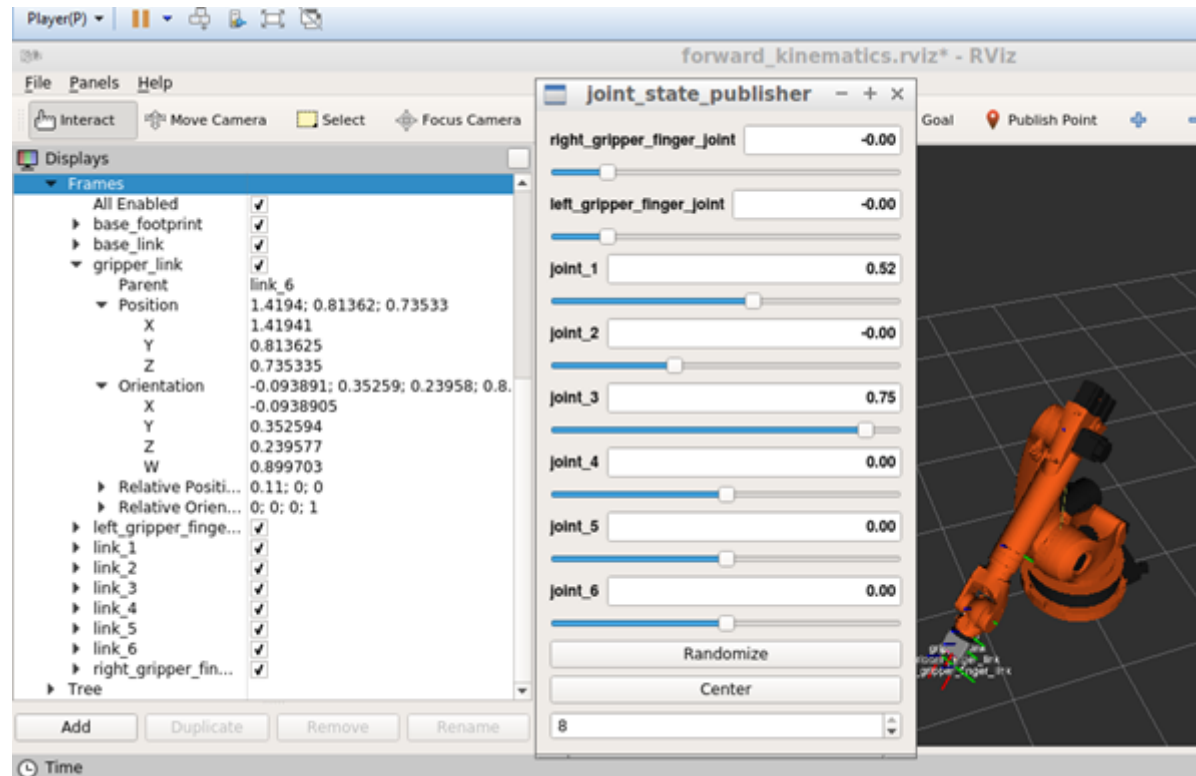 Player(P)
forward_kinematics.rviz* - RViz
File Panels Help
Interact Move Camera Select Focus Camera
Goal Publish Point
Displays
Frames
All Enabled
base_footprint
base_link
gripper_link
Parent link_6
Position 1.4194; 0.81362; 0.73533
X 1.41941
Y 0.813625
Z 0.735335
Orientation -0.093891; 0.35259; 0.23958; 0.8.
X -0.0938905
Y 0.352594
Z 0.239577
W 0.899703
Relative Positi... 0.11; 0; 0
Relative Orien... 0; 0; 0; 1
left_gripper_finge...
link_1
link_2
link_3
link_4
link_5
link_6
right_gripper_fin...
Tree
Add Duplicate Remove Rename
Time
joint_state_publisher
right_gripper_finger_joint -0.00
left_gripper_finger_joint -0.00
joint_1 0.52
joint_2 -0.00
joint_3 0.75
joint_4 0.00
joint_5 0.00
joint_6 0.00
Randomize
Center
8